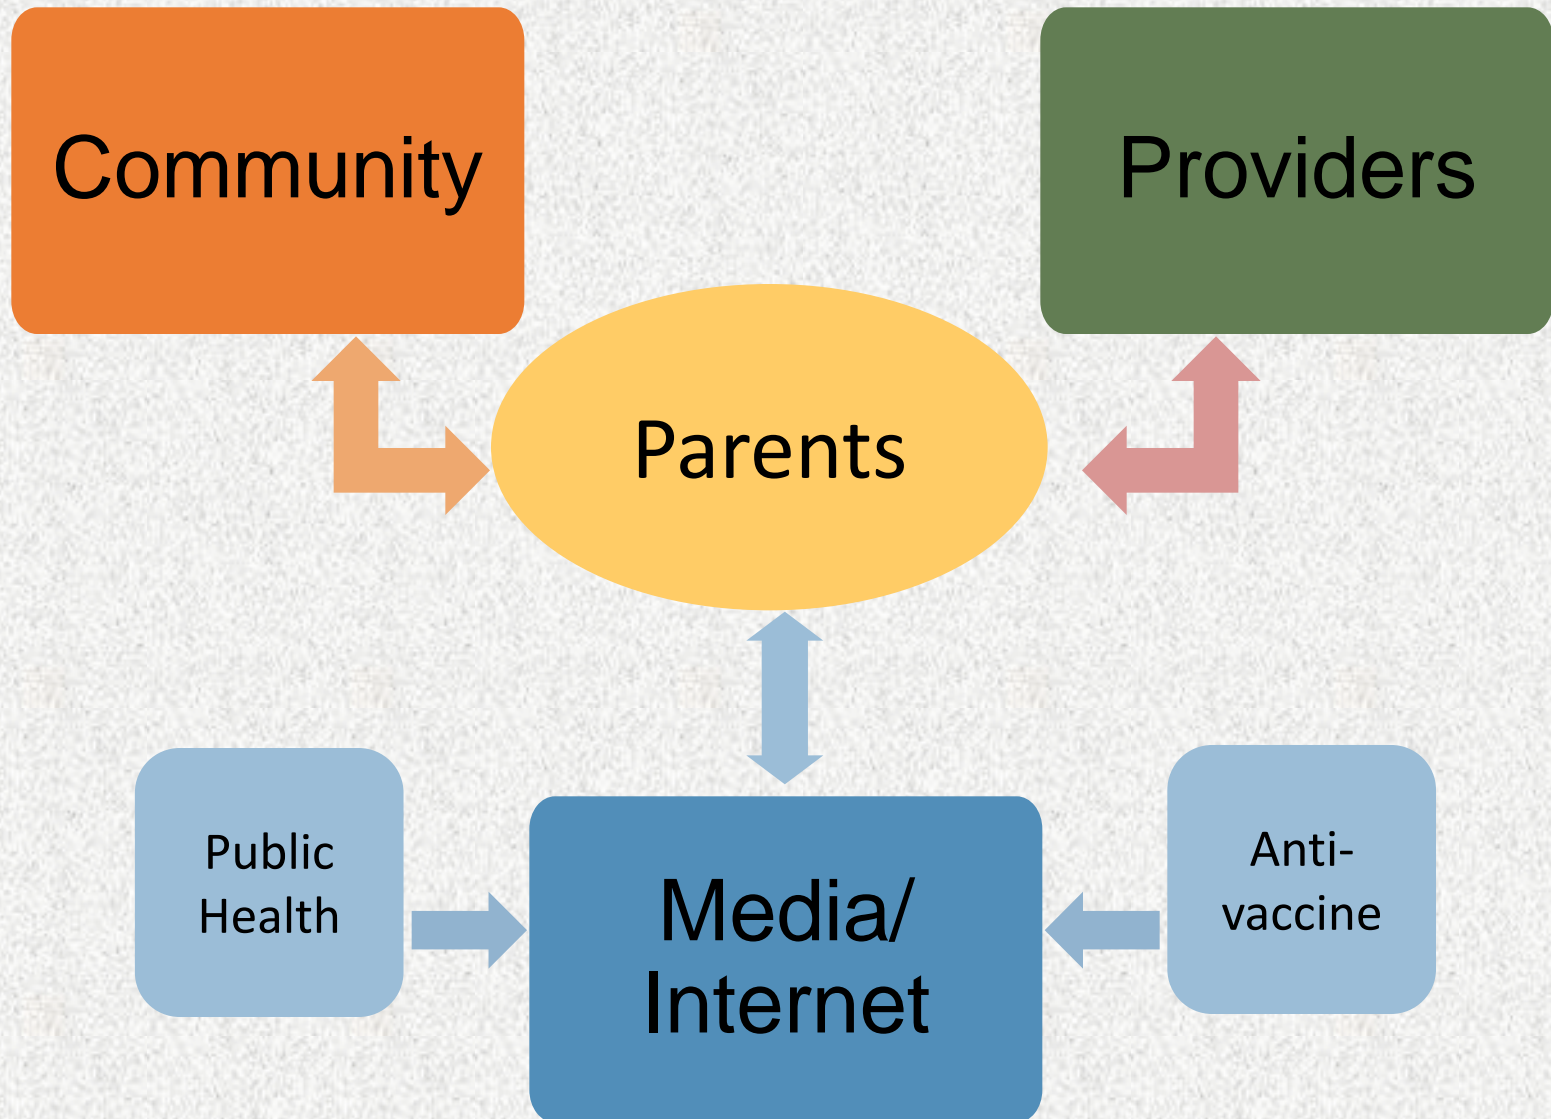 Community
Providers
Parents
Public
Health
Media/
Internet
Anti-
vaccine